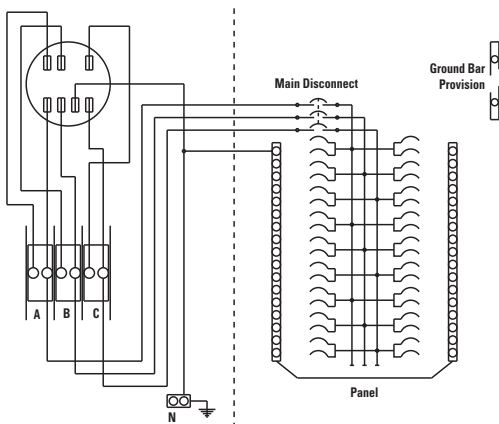 Main Disconnect
Ground Bar
Provision
A
B
C
Panel
N